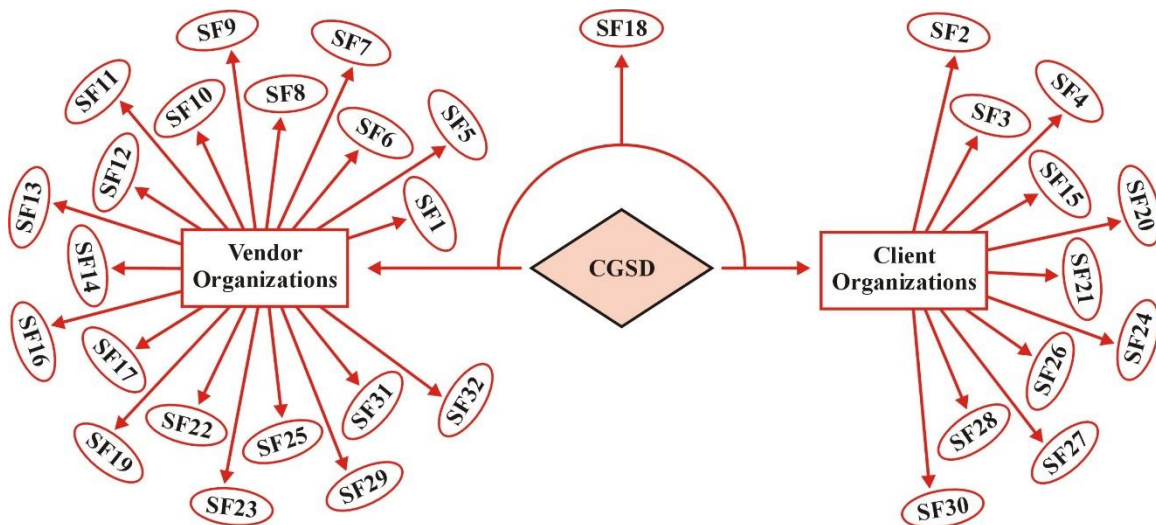 SF9
SF7
SF18
SF2
SF11
SF10
SF8
SF6
SF5
SF3
SF4
SF12
SF13
SF1
SF15
SF20
Vendor
Organizations
CGSD
Client
Organizations
SF14
SF21
SF16
SF17
SF24
SF26
SF31
SF32
SF22
SF25
SF19
SF28
SF27
SF29
SF23
SF30